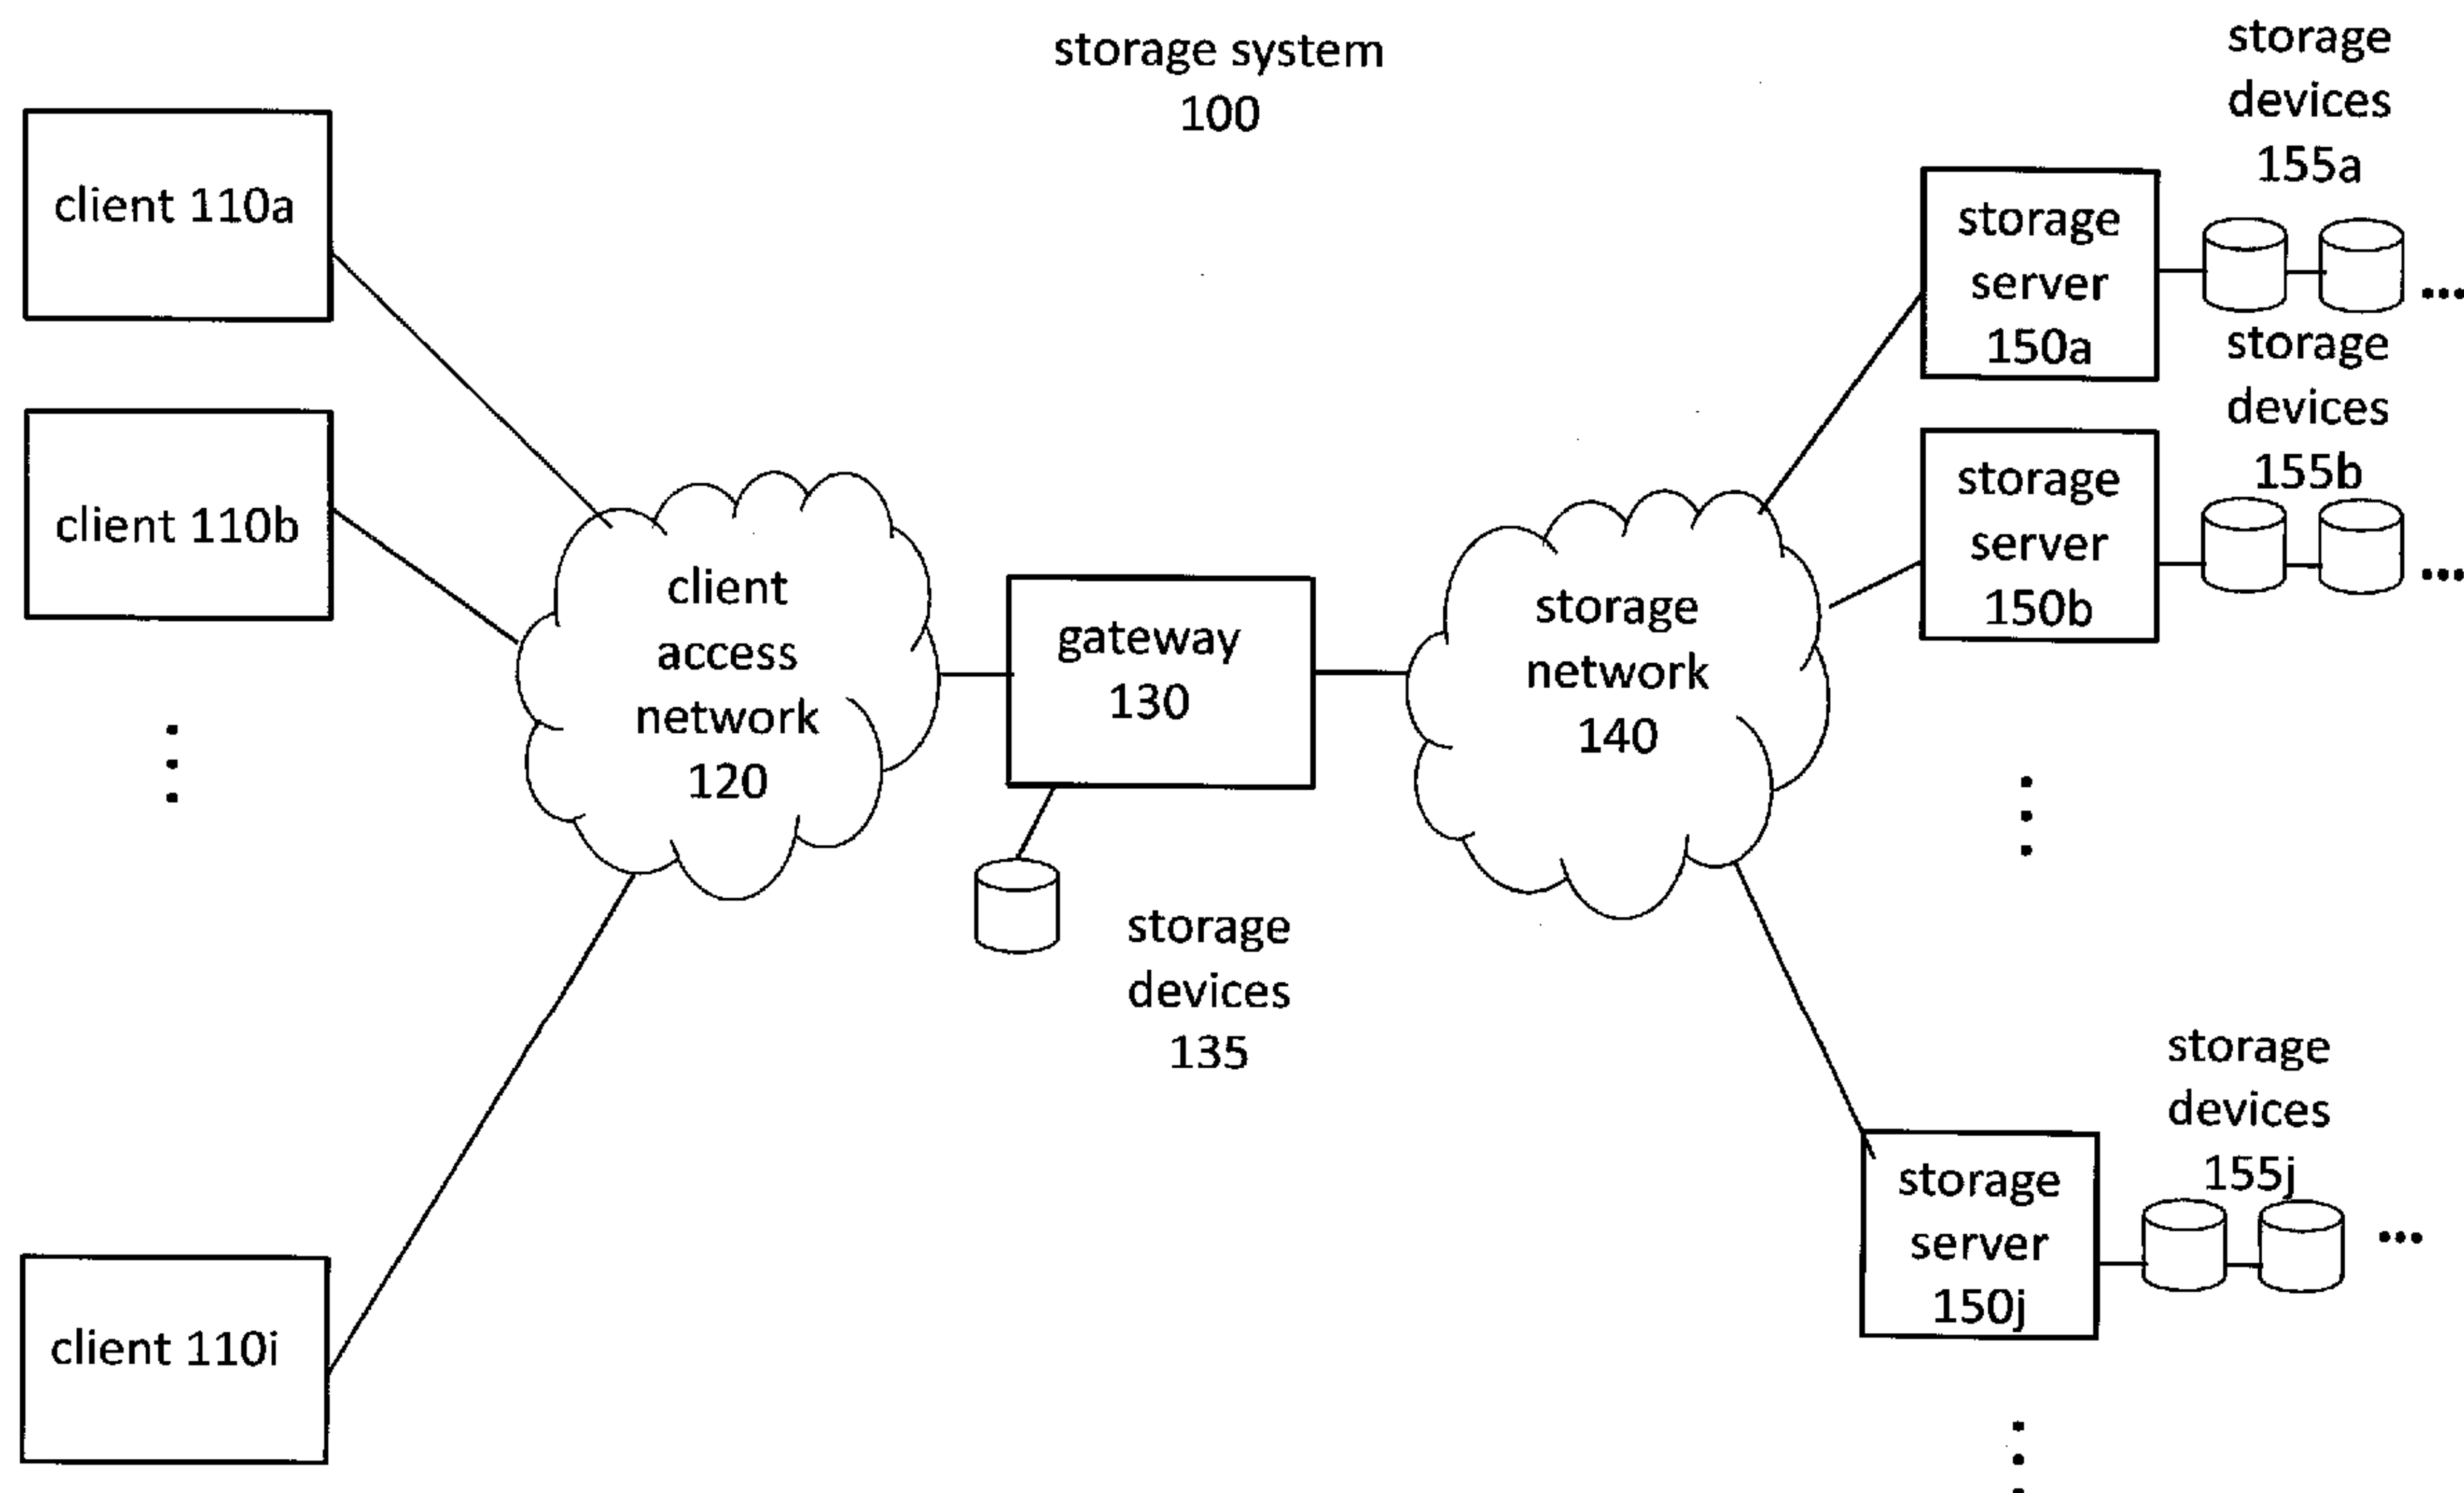 storage system
100
client 110a
client 110b
client 110i
client
access
network
120
gateway
130
storage
devices
135
storage
network
140
storage
server
150a
storage
devices
155a
storage
server
150b
storage
devices
155b
storage
server
150j
storage
devices
155j